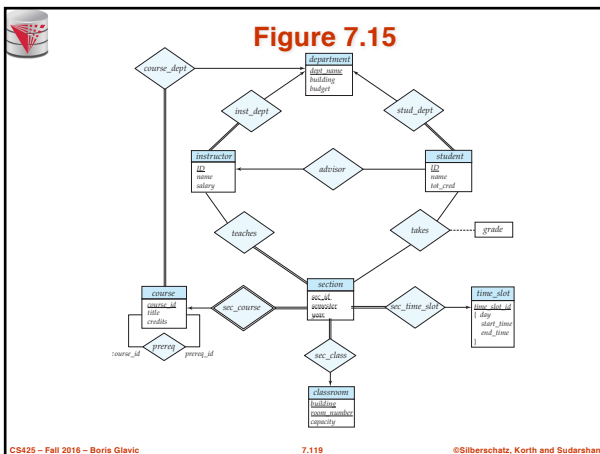 Figure 7.15
department
course_dept
dept_name
building
budget
inst_dept
stud_dept
instructor
ID
name
salary
advisor
student
ID
name
tot_cred
teaches
takes
grade
course
course_id
title
credits
sec_course
section
sec_id
semester
year
sec_time_slot
time_slot
time_slot_id
{ day
start_time
end_time
}
course_id
prereq
prereq_id
sec_class
classroom
building
room_number
capacity
CS425 – Fall 2016 – Boris Glavic
7.119
©Silberschatz, Korth and Sudarshan